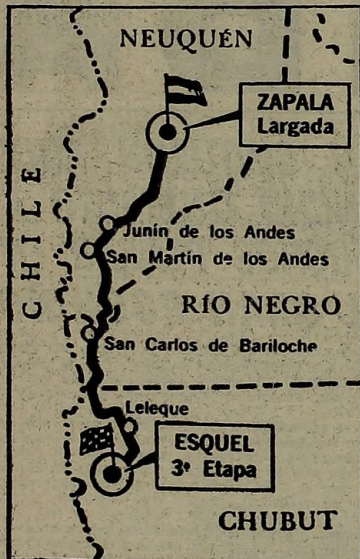 NEUQUÉN
ZAPALA
Largada
CHILE
Junín de los Andes
San Martín de los Andes
RÍO NEGRO
San Carlos de Bariloche
Leleque
ESQUEL
3ª Etapa
CHUBUT